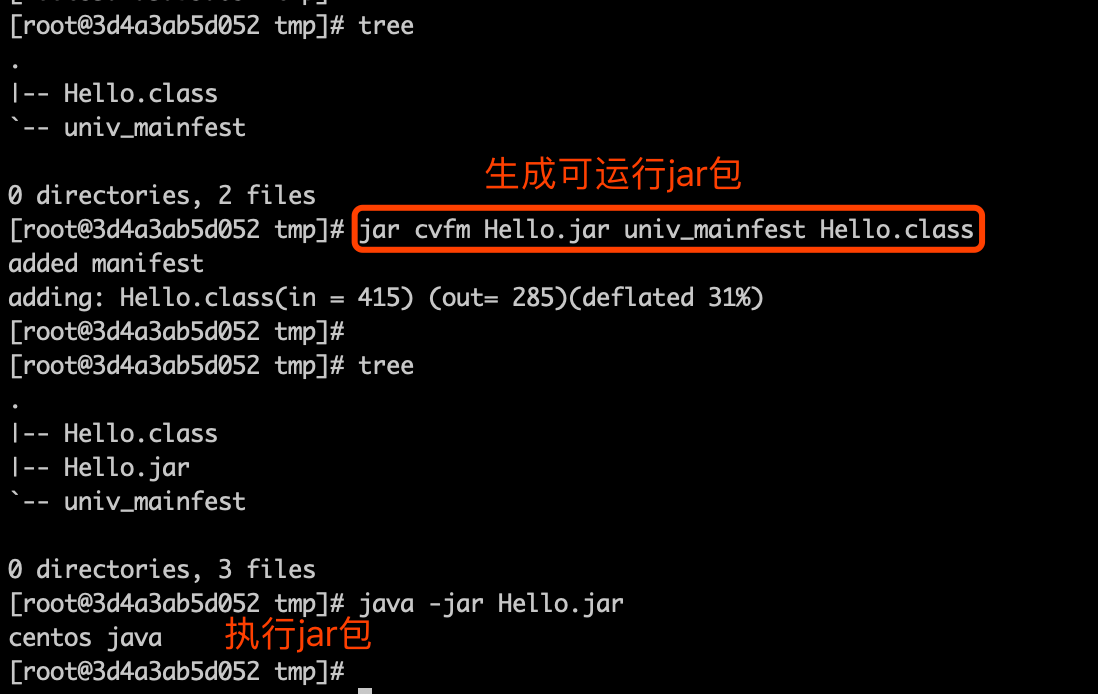 [root@3d4a3ab5d052 tmp]# tree
.
|-- Hello.class
`-- univ_mainfest
生成可运行jar包
0 directories, 2 files
[root@3d4a3ab5d052 tmp]# jar cvfm Hello.jar univ_mainfest Hello.class
added manifest
adding: Hello.class(in = 415) (out= 285)(deflated 31%)
[root@3d4a3ab5d052 tmp]#
[root@3d4a3ab5d052 tmp]# tree
.
|-- Hello.class
|-- Hello.jar
`-- univ_mainfest
0 directories, 3 files
[root@3d4a3ab5d052 tmp]# java -jar Hello.jar
centos java 执行jar包
[root@3d4a3ab5d052 tmp]#